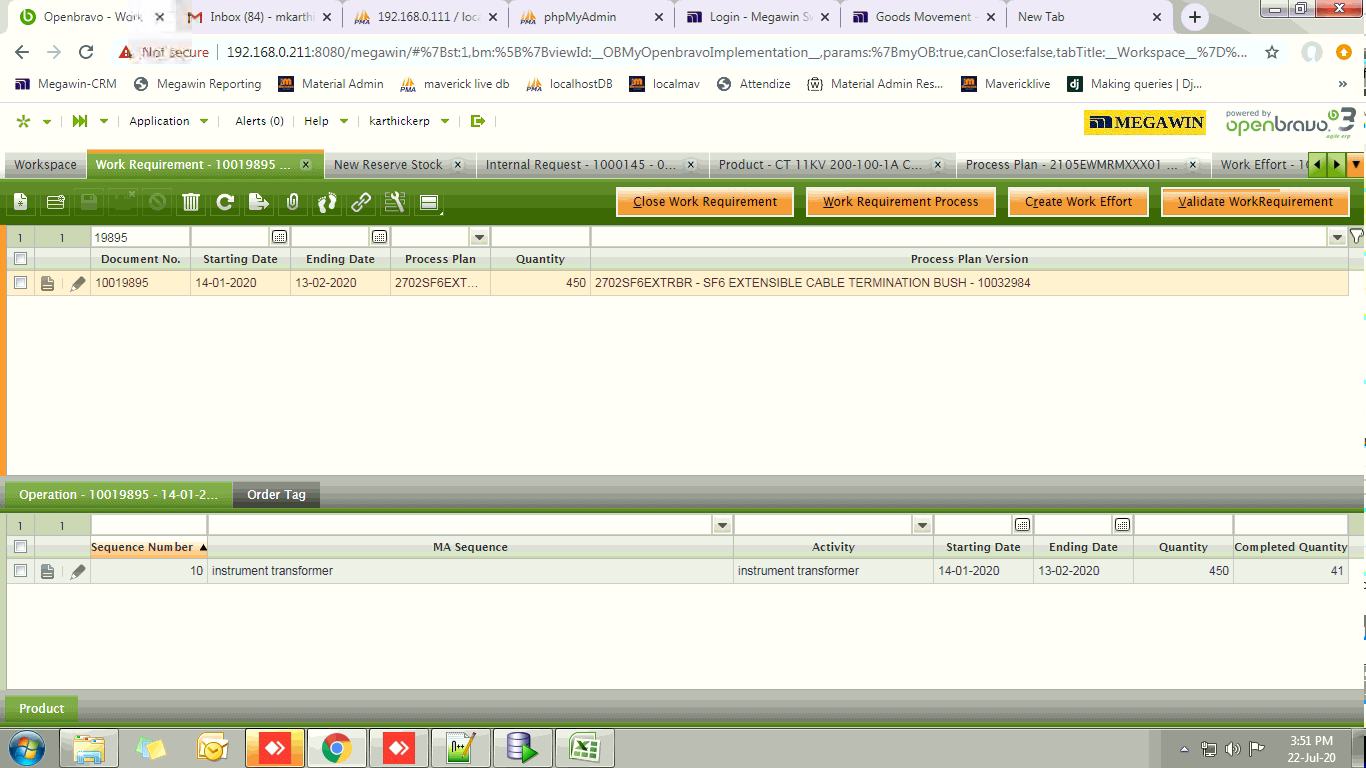 Openbravo - Work
Inbox (84) - mkarthi
192.168.0.111 / loca
phpMyAdmin
Login - Megawin Sw
Goods Movement -
New Tab
Not secure
192.168.0.211:8080/megawin/#%7Bst:1,bm:%5B%7BviewId:__OBMyOpenbravoImplementation__,params:%7BmyOB:true,canClose:false,tabTitle:__Workspace__%7D%...
Megawin-CRM
Megawin Reporting
Material Admin
maverick live db
localhostDB
localmav
Attendize
Material Admin Res...
Mavericklive
Making queries | Dj...
Application
Alerts (0)
Help
karthickerp
MEGAWIN
powered by
openbravo 3
agile erp
Workspace
Work Requirement - 10019895 ...
New Reserve Stock
Internal Request - 1000145 - 0...
Product - CT 11KV 200-100-1A C...
Process Plan - 2105EWMRMXXX01 ...
Work Effort - 10
Close Work Requirement
Work Requirement Process
Create Work Effort
Validate WorkRequirement
1 1 19895
Document No. Starting Date Ending Date Process Plan Quantity Process Plan Version
10019895 14-01-2020 13-02-2020 2702SF6EXT... 450 2702SF6EXTRBR - SF6 EXTENSIBLE CABLE TERMINATION BUSH - 10032984
Operation - 10019895 - 14-01-2...
Order Tag
1 1
Sequence Number MA Sequence Activity Starting Date Ending Date Quantity Completed Quantity
10 instrument transformer instrument transformer 14-01-2020 13-02-2020 450 41
Product
3:51 PM
22-Jul-20